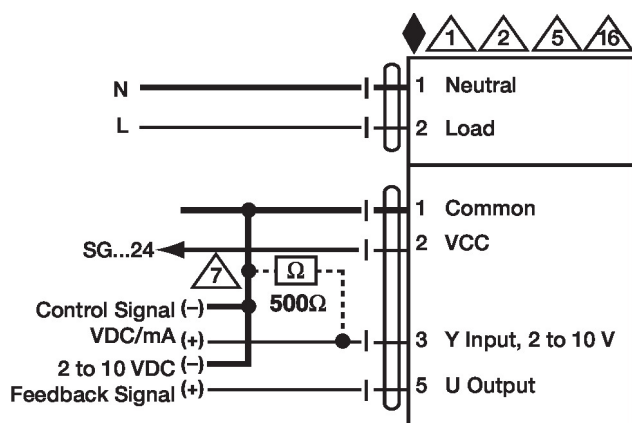 1 2 5 16
N 1 Neutral
L 2 Load
1 Common
SG...24 2 VCC
7 Ω
500Ω
Control Signal (−)
VDC/mA (+) 3 Y Input, 2 to 10 V
2 to 10 VDC (−)
Feedback Signal (+) 5 U Output